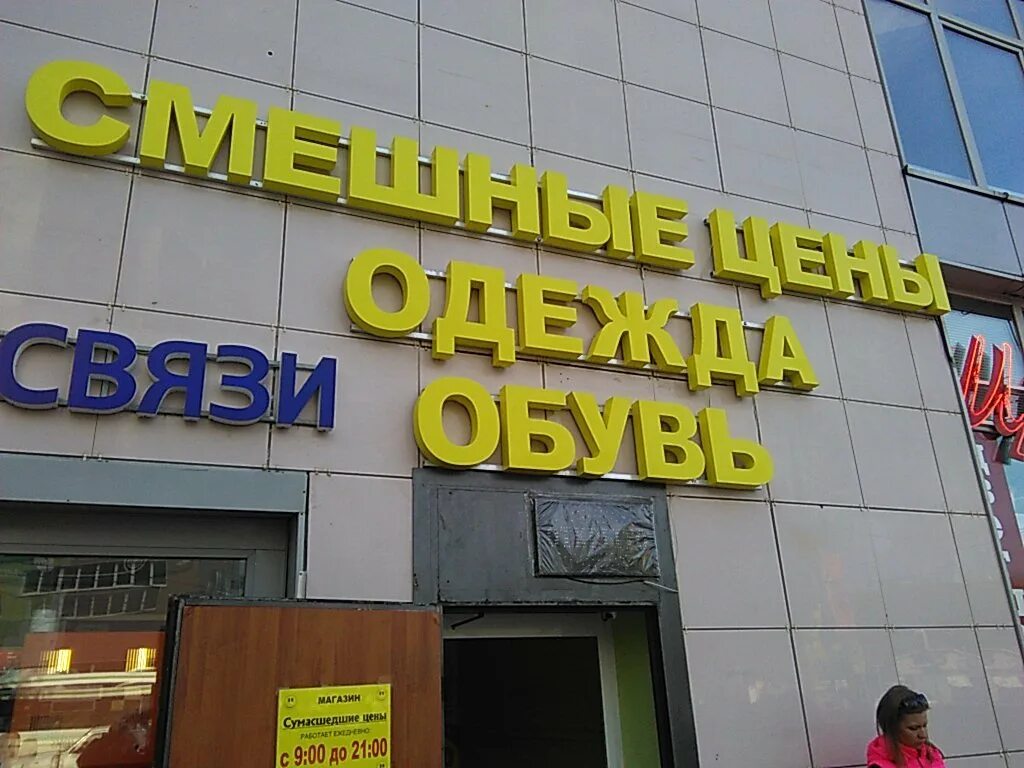 СМЕШНЫЕ ЦЕНЫ
ОДЕЖДА
ОБУВЬ
СВЯЗИ
МАГАЗИН
Сумасшедшие цены
РАБОТАЕТ ЕЖЕДНЕВНО:
с 9:00 до 21:00